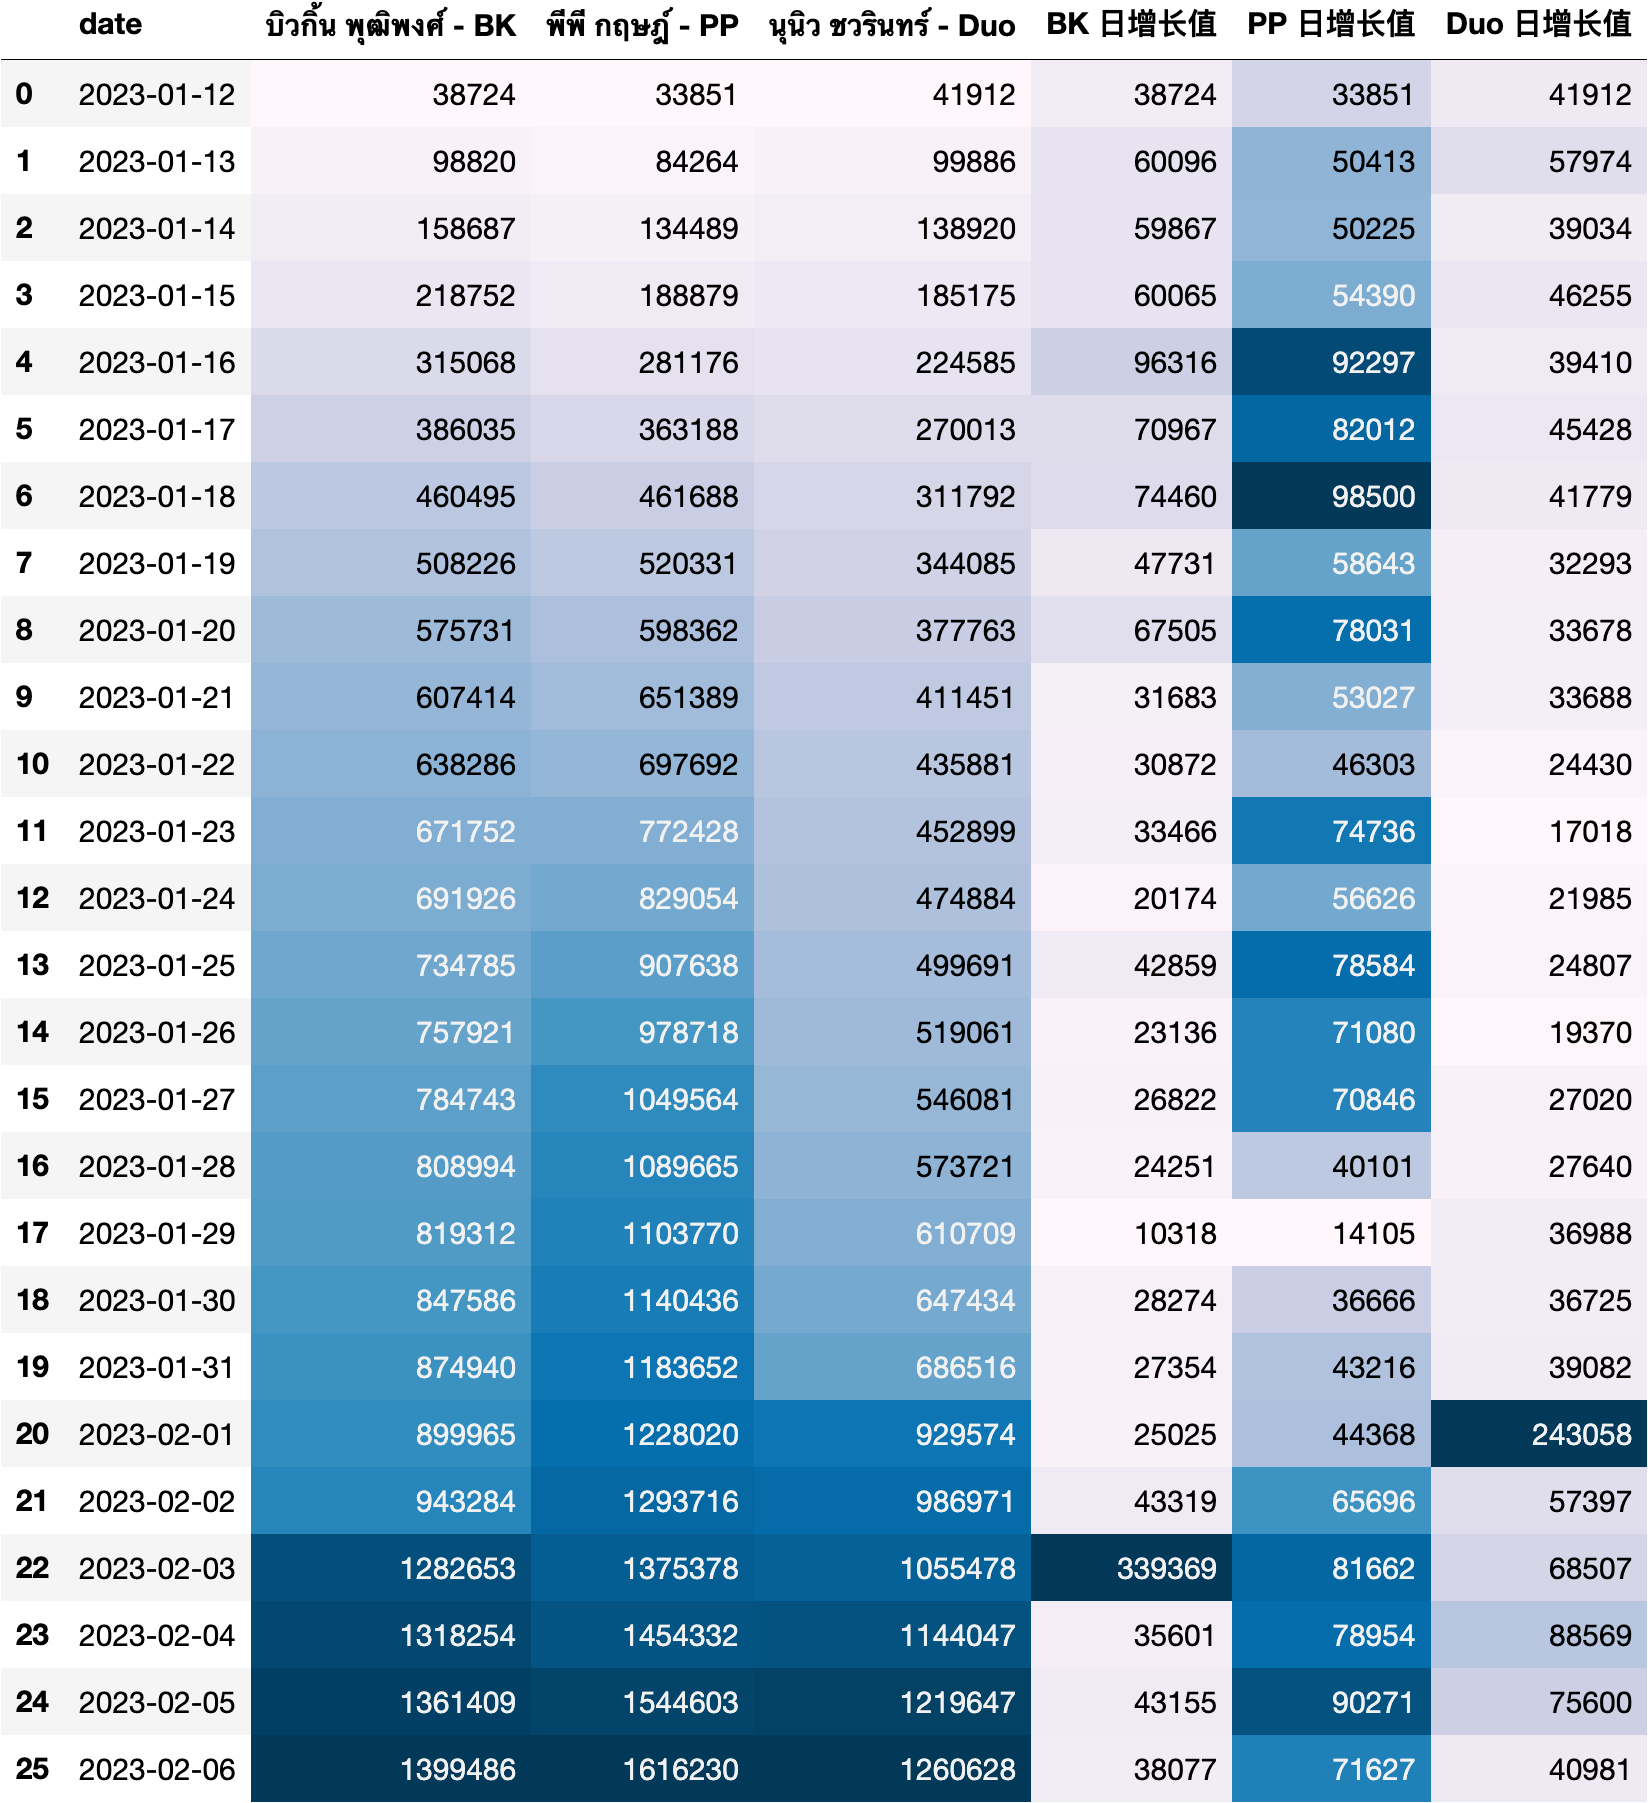 date บิวกิ้น พุฒิพงศ์ - BK พีพี กฤษฏ์ - PP นุนิว ชวรินทร์ - Duo BK 日增长值 PP 日增长值 Duo 日增长值
0 2023-01-12 38724 33851 41912 38724 33851 41912
1 2023-01-13 98820 84264 99886 60096 50413 57974
2 2023-01-14 158687 134489 138920 59867 50225 39034
3 2023-01-15 218752 188879 185175 60065 54390 46255
4 2023-01-16 315068 281176 224585 96316 92297 39410
5 2023-01-17 386035 363188 270013 70967 82012 45428
6 2023-01-18 460495 461688 311792 74460 98500 41779
7 2023-01-19 508226 520331 344085 47731 58643 32293
8 2023-01-20 575731 598362 377763 67505 78031 33678
9 2023-01-21 607414 651389 411451 31683 53027 33688
10 2023-01-22 638286 697692 435881 30872 46303 24430
11 2023-01-23 671752 772428 452899 33466 74736 17018
12 2023-01-24 691926 829054 474884 20174 56626 21985
13 2023-01-25 734785 907638 499691 42859 78584 24807
14 2023-01-26 757921 978718 519061 23136 71080 19370
15 2023-01-27 784743 1049564 546081 26822 70846 27020
16 2023-01-28 808994 1089665 573721 24251 40101 27640
17 2023-01-29 819312 1103770 610709 10318 14105 36988
18 2023-01-30 847586 1140436 647434 28274 36666 36725
19 2023-01-31 874940 1183652 686516 27354 43216 39082
20 2023-02-01 899965 1228020 929574 25025 44368 243058
21 2023-02-02 943284 1293716 986971 43319 65696 57397
22 2023-02-03 1282653 1375378 1055478 339369 81662 68507
23 2023-02-04 1318254 1454332 1144047 35601 78954 88569
24 2023-02-05 1361409 1544603 1219647 43155 90271 75600
25 2023-02-06 1399486 1616230 1260628 38077 71627 40981